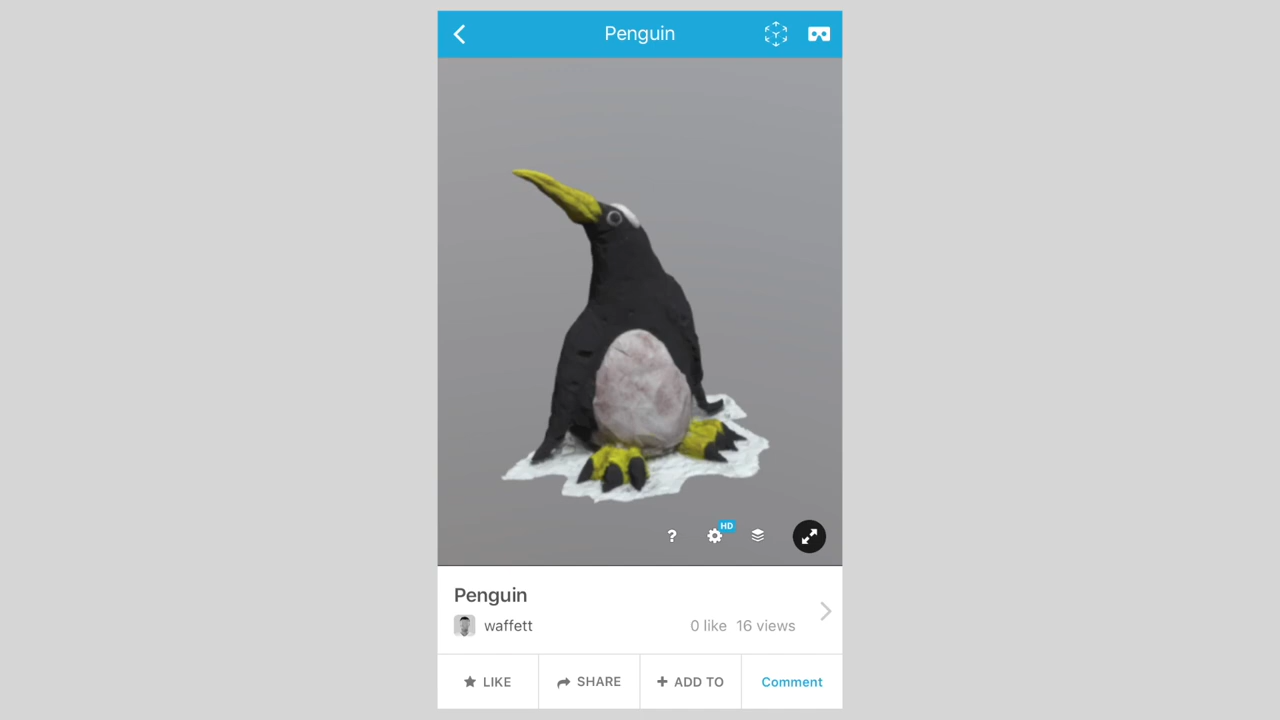 Penguin
?
HD
Penguin
waffett 0 like 16 views
LIKE SHARE + ADD TO Comment